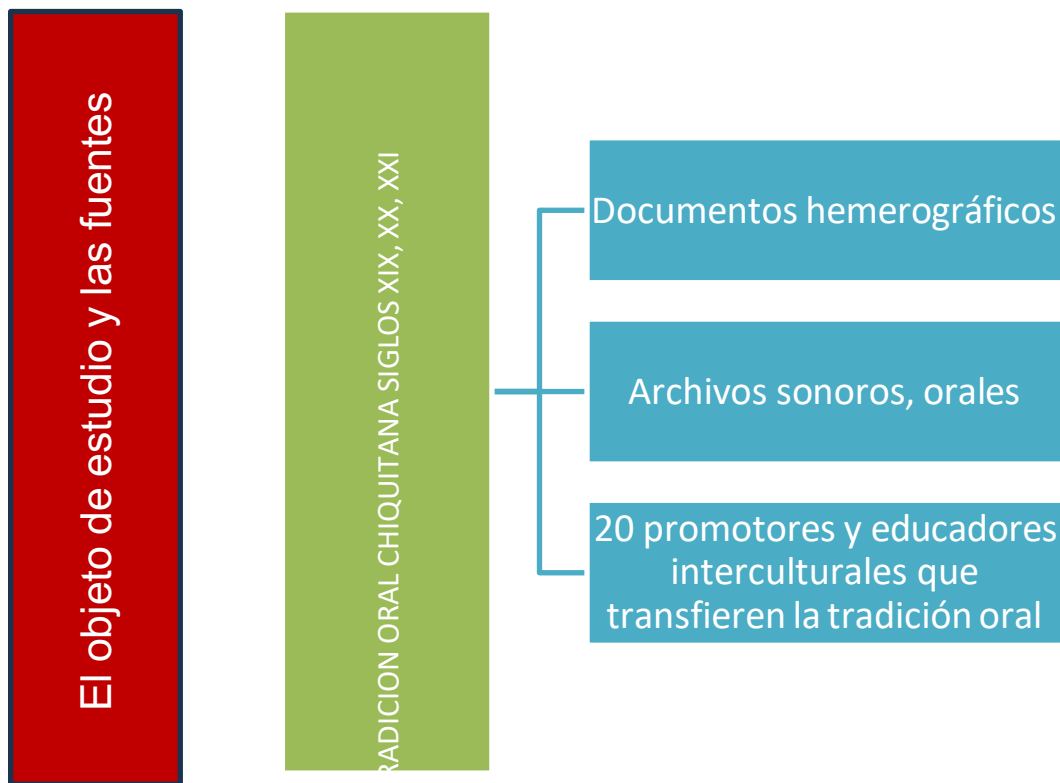 El objeto de estudio y las fuentes
RADICION ORAL CHIQUITANA SIGLOS XIX, XX, XXI
Documentos hemerográficos
Archivos sonoros, orales
20 promotores y educadores
interculturales que
transfieren la tradición oral